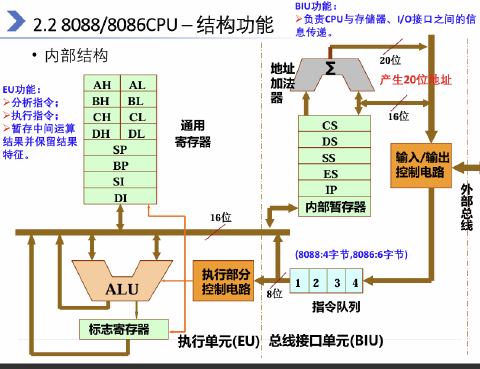 2.2 8088/8086CPU – 结构功能
BIU功能：
➢负责CPU与存储器、I/O接口之间的信
息传递。
• 内部结构
EU功能：
➢分析指令；
➢执行指令；
➢暂存中间运算
结果并保留结果
特征。
AH AL
BH BL
CH CL
DH DL
SP
BP
SI
DI
通用
寄存器
地址
加法
器
Σ
20位
产生20位地址
16位
CS
DS
SS
ES
IP
内部暂存器
输入/输出
控制电路
外部总线
16位
(8088:4字节,8086:6字节)
ALU
执行部分
控制电路
8位
1 2 3 4
指令队列
标志寄存器
执行单元(EU)
总线接口单元(BIU)